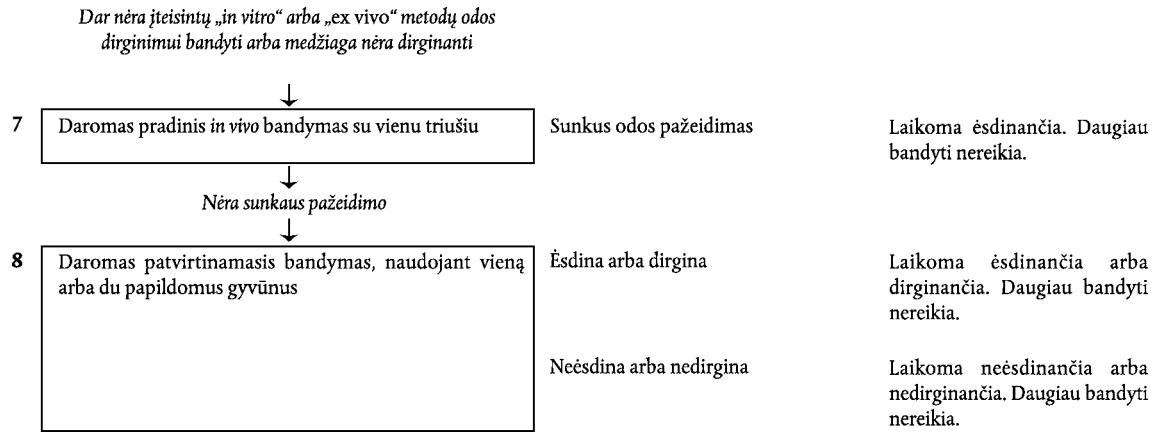 Dar nėra įteisintų „in vitro“ arba „ex vivo“ metodų odos
dirginimui bandyti arba medžiaga nėra dirginanti
7 Daromas pradinis in vivo bandymas su vienu triušiu Sunkus odos pažeidimas Laikoma ėsdinančia. Daugiau
bandyti nereikia.
Nėra sunkaus pažeidimo
8 Daromas patvirtinamasis bandymas, naudojant vieną Ėsdina arba dirgina Laikoma ėsdinančia arba
arba du papildomus gyvūnus dirginančia. Daugiau bandyti
nereikia.
Neėsdina arba nedirgina Laikoma neėsdinančia arba
nedirginančia. Daugiau bandyti
nereikia.